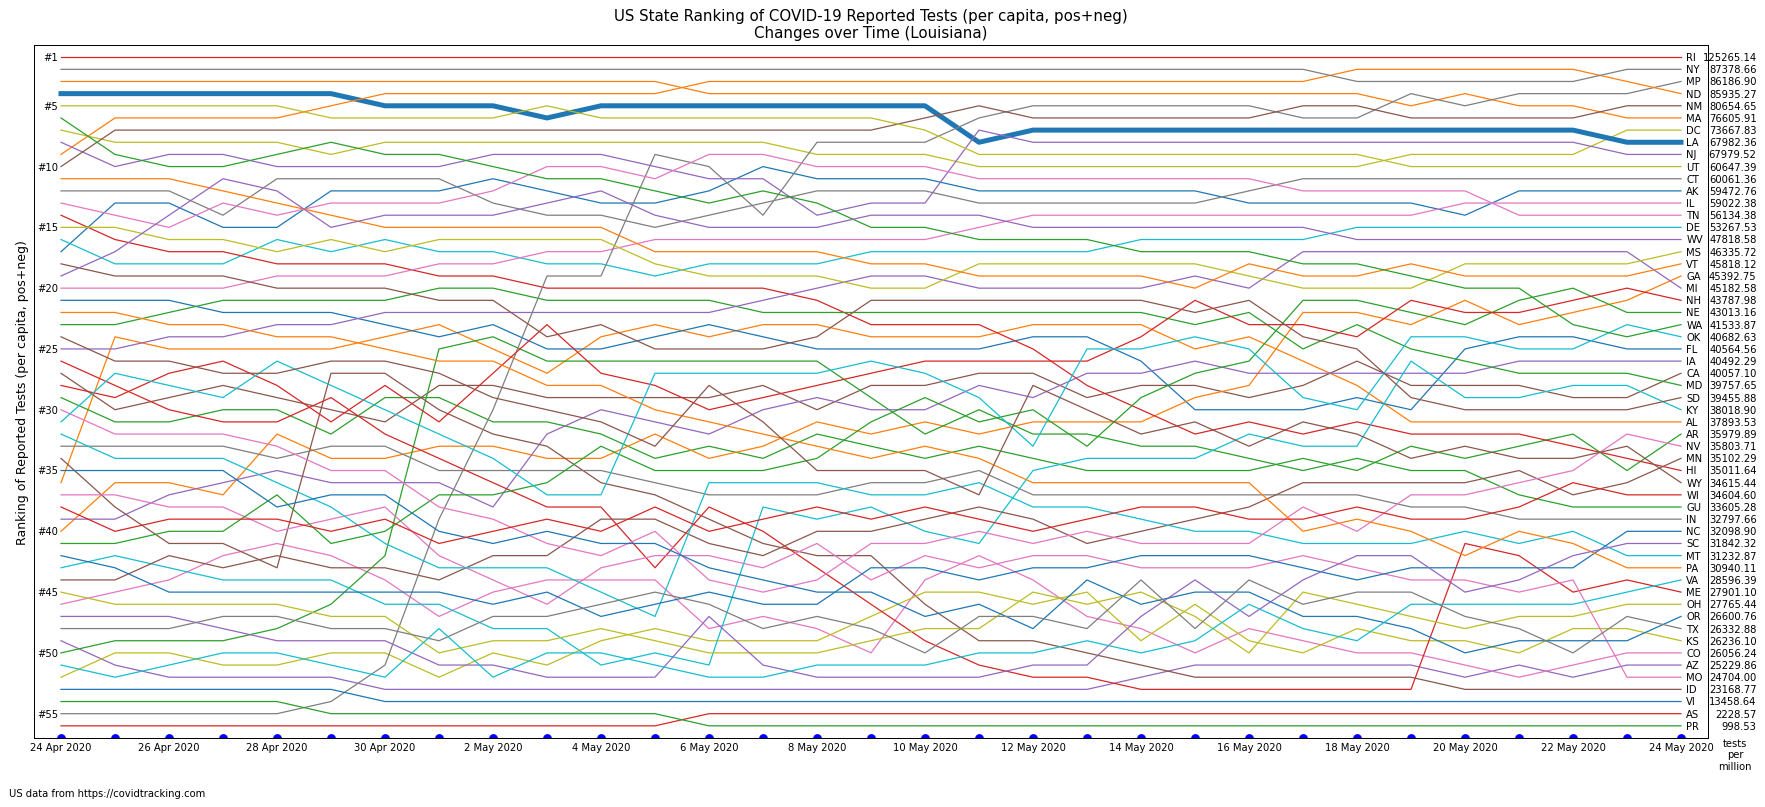 US State Ranking of COVID-19 Reported Tests (per capita, pos+neg)
Changes over Time (Louisiana)
Ranking of Reported Tests (per capita, pos+neg)
#1
#5
#10
#15
#20
#25
#30
#35
#40
#45
#50
#55
RI 125265.14
NY 87378.66
MP 86186.90
ND 85935.27
NM 80654.65
MA 76605.91
DC 73667.83
LA 67982.36
NJ 67979.52
UT 60647.39
CT 60061.36
AK 59472.76
IL 59022.38
TN 56134.38
DE 53267.53
WV 47818.58
MS 46335.72
VT 45818.12
GA 45392.75
MI 45182.58
NH 43787.98
NE 43013.16
WA 41533.87
OK 40682.63
FL 40564.56
IA 40492.29
CA 40057.10
MD 39757.65
SD 39455.88
KY 38018.90
AL 37893.53
AR 35979.89
NV 35803.71
MN 35102.29
HI 35011.64
WY 34615.44
WI 34604.60
GU 33605.28
IN 32797.66
NC 32098.90
SC 31842.32
MT 31232.87
PA 30940.11
VA 28596.39
ME 27901.10
OH 27765.44
OR 26600.76
TX 26332.88
KS 26236.10
CO 26056.24
AZ 25229.86
MO 24704.00
ID 23168.77
VI 13458.64
AS 2228.57
PR 998.53
24 Apr 2020
26 Apr 2020
28 Apr 2020
30 Apr 2020
2 May 2020
4 May 2020
6 May 2020
8 May 2020
10 May 2020
12 May 2020
14 May 2020
16 May 2020
18 May 2020
20 May 2020
22 May 2020
24 May 2020
tests
per
million
US data from https://covidtracking.com